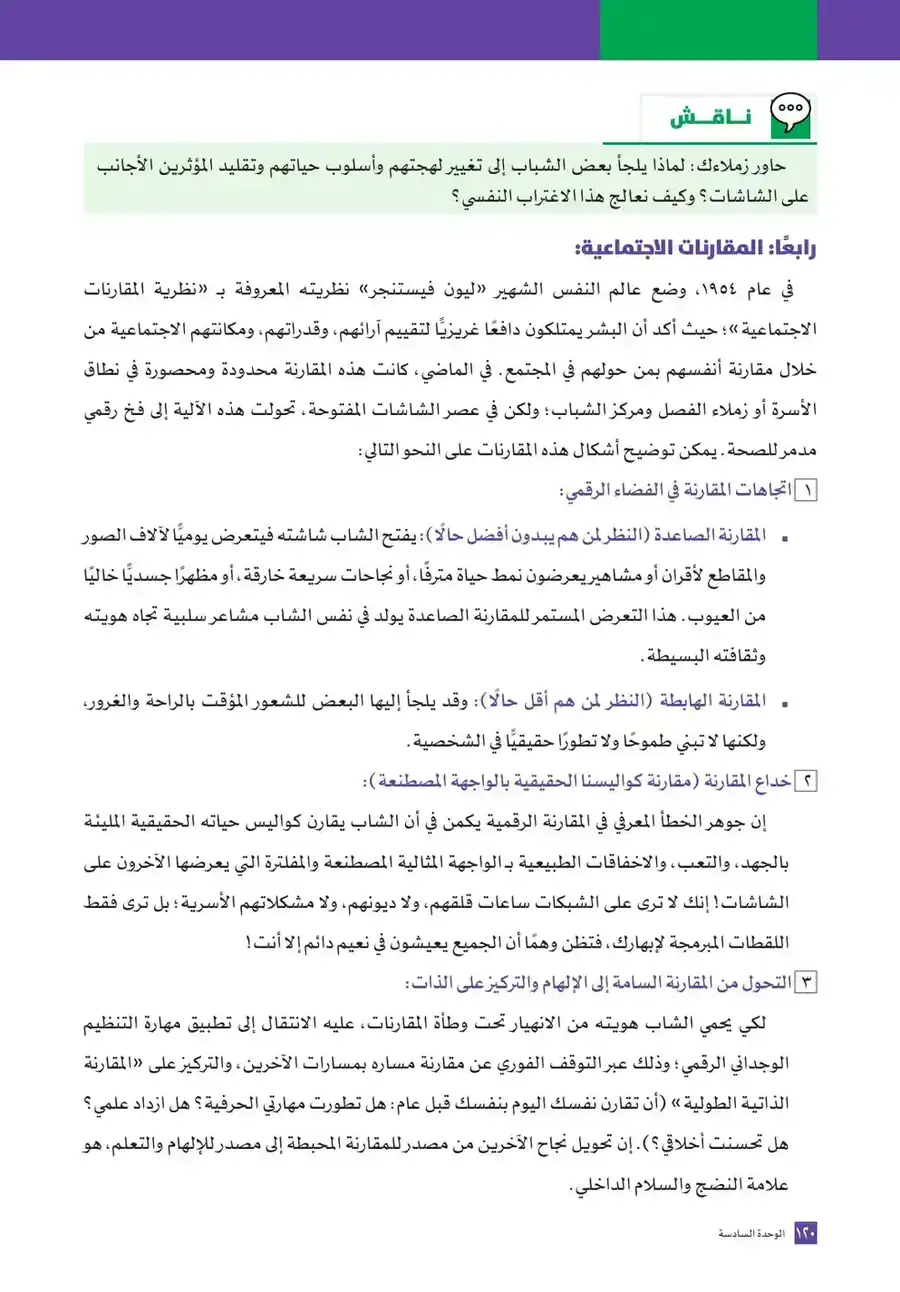 نــاقــش
حاور زملاءك: لماذا يلجأ بعض الشباب إلى تغيير لهجتهم وأسلوب حياتهم وتقليد المؤثرين الأجانب
على الشاشات؟ وكيف نعالج هذا الاغتراب النفسي؟
رابعًا: المقارنات الاجتماعية:
في عام ١٩٥٤، وضع عالم النفس الشهير «ليون فيستنجر» نظريته المعروفة بـ «نظرية المقارنات
الاجتماعية»؛ حيث أكد أن البشر يمتلكون دافعًا غريزيًّا لتقييم آرائهم، وقدراتهم، ومكانتهم الاجتماعية من
خلال مقارنة أنفسهم بمن حولهم في المجتمع. في الماضي، كانت هذه المقارنة محدودة ومحصورة في نطاق
الأسرة أو زملاء الفصل ومركز الشباب؛ ولكن في عصر الشاشات المفتوحة، تحولت هذه الآلية إلى فخ رقمي
مدمر للصحة. يمكن توضيح أشكال هذه المقارنات على النحو التالي:
١ اتجاهات المقارنة في الفضاء الرقمي:
▪ المقارنة الصاعدة (النظر لمن هم يبدون أفضل حالًا): يفتح الشاب شاشته فيتعرض يوميًّا لآلاف الصور
والمقاطع لأقران أو مشاهير يعرضون نمط حياة مترفًا، أو نجاحات سريعة خارقة، أو مظهرًا جسديًّا خاليًا
من العيوب. هذا التعرض المستمر للمقارنة الصاعدة يولد في نفس الشاب مشاعر سلبية تجاه هويته
وثقافته البسيطة.
▪ المقارنة الهابطة (النظر لمن هم أقل حالًا): وقد يلجأ إليها البعض للشعور المؤقت بالراحة والغرور،
ولكنها لا تبني طموحًا ولا تطورًا حقيقيًّا في الشخصية.
٢ خداع المقارنة (مقارنة كواليسنا الحقيقية بالواجهة المصطنعة):
إن جوهر الخطأ المعرفي في المقارنة الرقمية يكمن في أن الشاب يقارن كواليس حياته الحقيقية المليئة
بالجهد، والتعب، والاخفاقات الطبيعية بـ الواجهة المثالية المصطنعة والمفلترة التي يعرضها الآخرون على
الشاشات! إنك لا ترى على الشبكات ساعات قلقهم، ولا ديونهم، ولا مشكلاتهم الأسرية؛ بل ترى فقط
اللقطات المبرمجة لإبهارك، فتظن وهمًا أن الجميع يعيشون في نعيم دائم إلا أنت!
٣ التحول من المقارنة السامة إلى الإلهام والتركيز على الذات:
لكي يحمي الشاب هويته من الانهيار تحت وطأة المقارنات، عليه الانتقال إلى تطبيق مهارة التنظيم
الوجداني الرقمي؛ وذلك عبر التوقف الفوري عن مقارنة مساره بمسارات الآخرين، والتركيز على «المقارنة
الذاتية الطولية» (أن تقارن نفسك اليوم بنفسك قبل عام: هل تطورت مهارتي الحرفية؟ هل ازداد علمي؟
هل تحسنت أخلاقي؟). إن تحويل نجاح الآخرين من مصدر للمقارنة المحبطة إلى مصدر للإلهام والتعلم، هو
علامة النضج والسلام الداخلي.
١٢٠ الوحدة السادسة